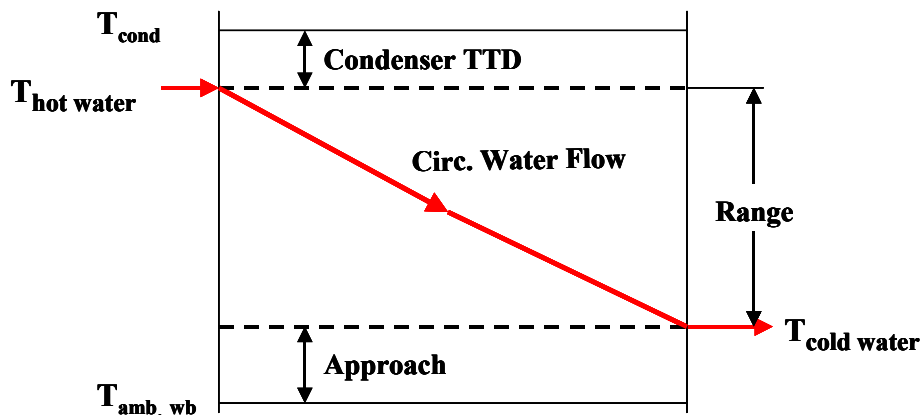 Tcond
Condenser TTD
Thot water
Circ. Water Flow
Range
Tcold water
Approach
Tamb, wb